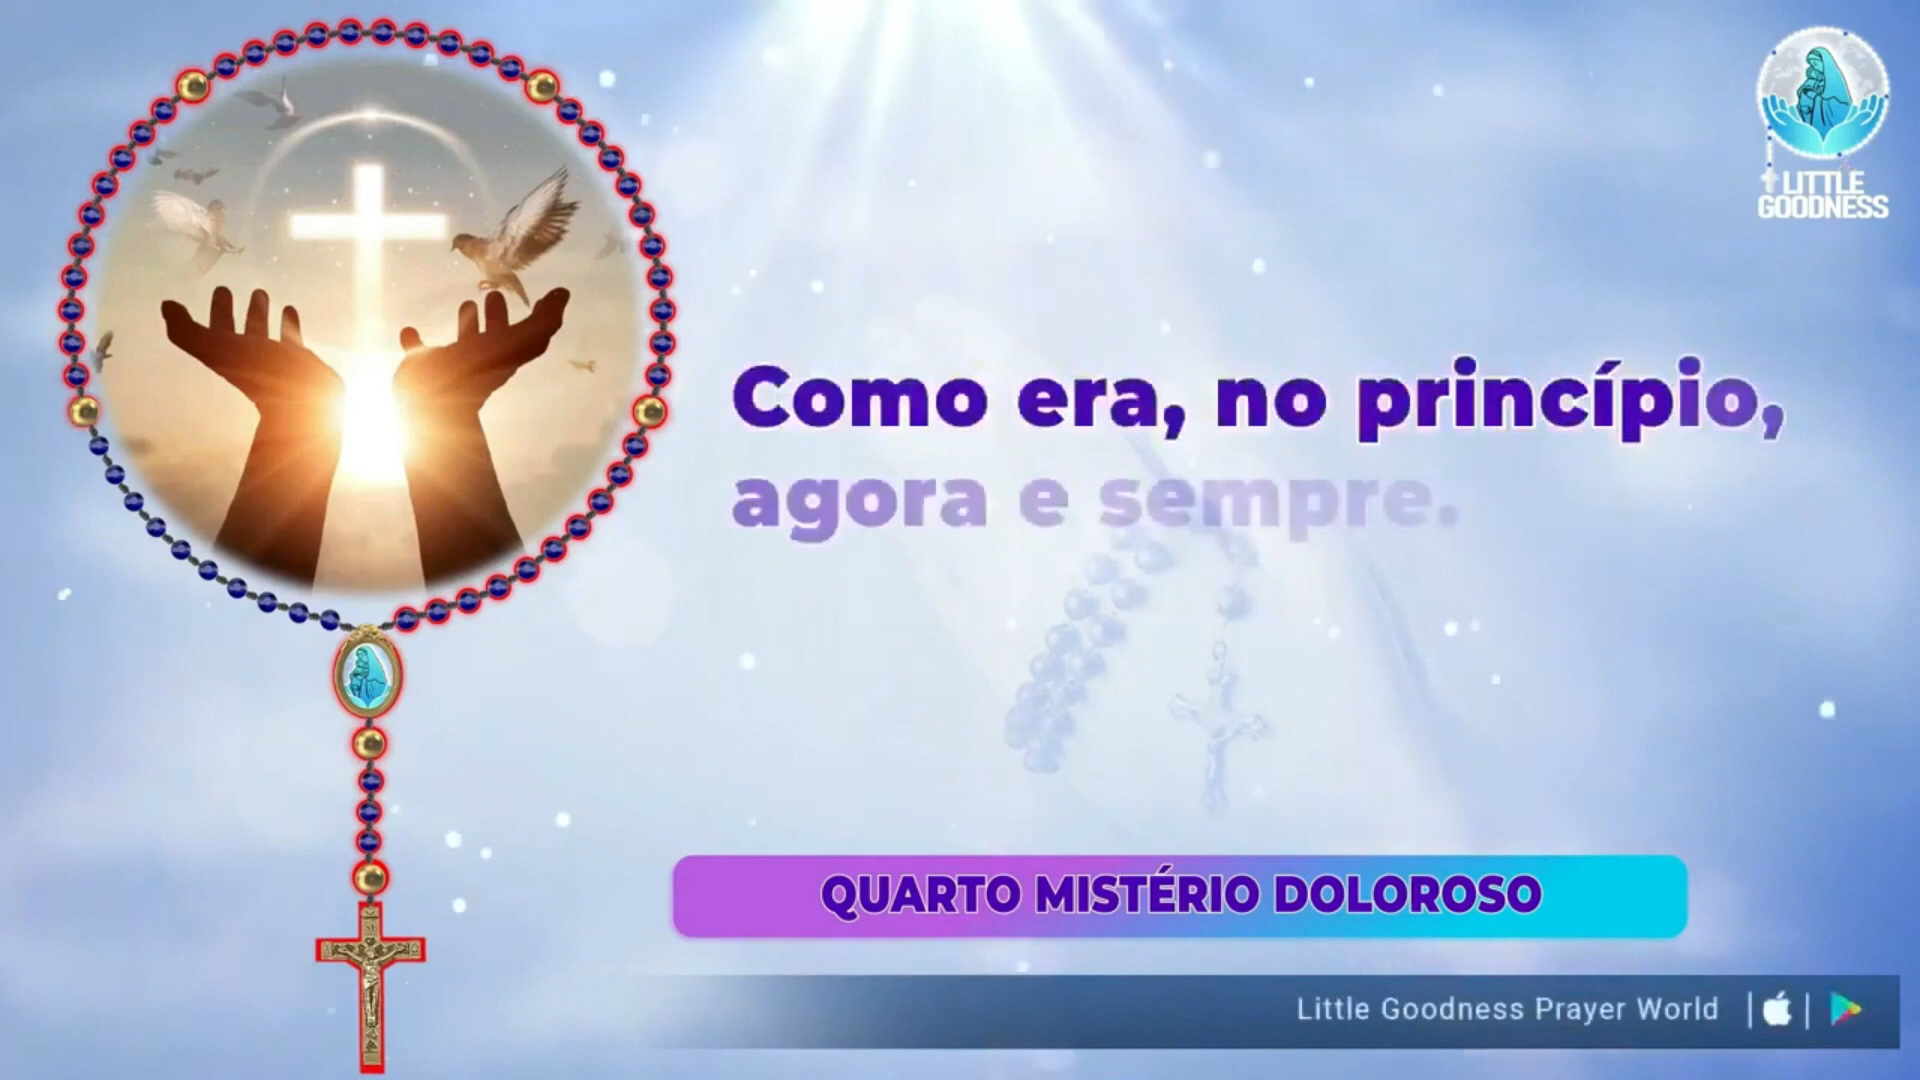 LITTLE
GOODNESS
Como era, no princípio,
agora e sempre.
QUARTO MISTÉRIO DOLOROSO
Little Goodness Prayer World